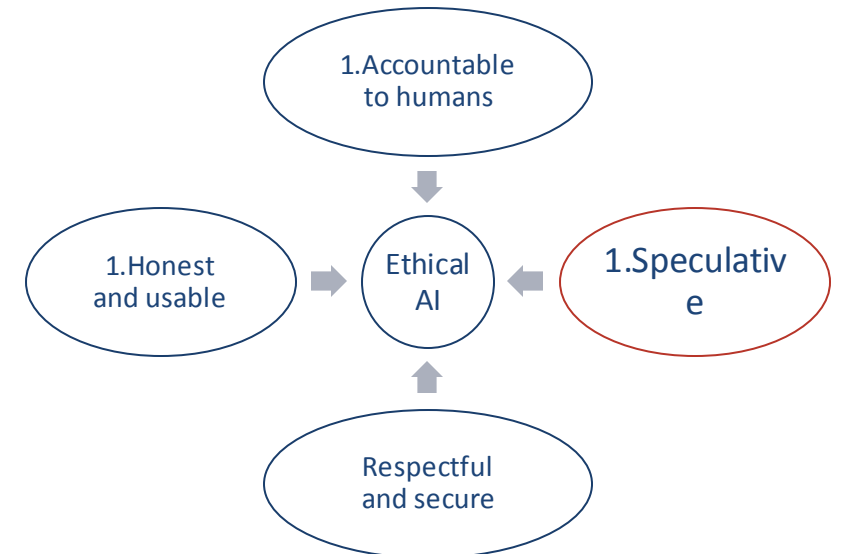 1.Accountable
to humans
1.Honest
and usable
Ethical
AI
1.Speculativ
e
Respectful
and secure